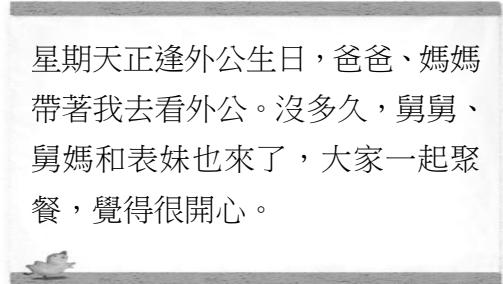 星期天正逢外公生日，爸爸、媽媽
帶著我去看外公。沒多久，舅舅、
舅媽和表妹也來了，大家一起聚
餐，覺得很開心。